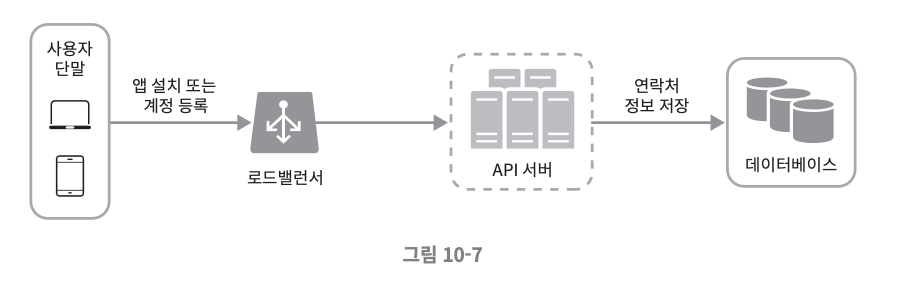 사용자
단말
앱 설치 또는
계정 등록
로드밸런서
API 서버
연락처
정보 저장
데이터베이스
그림 10-7